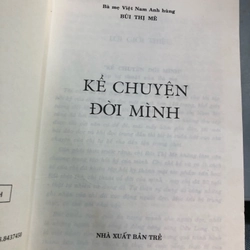 Bà mẹ Việt Nam Anh hùng
BÙI THỊ MÈ
KỂ CHUYỆN
ĐỜI MÌNH
NHÀ XUẤT BẢN TRẺ